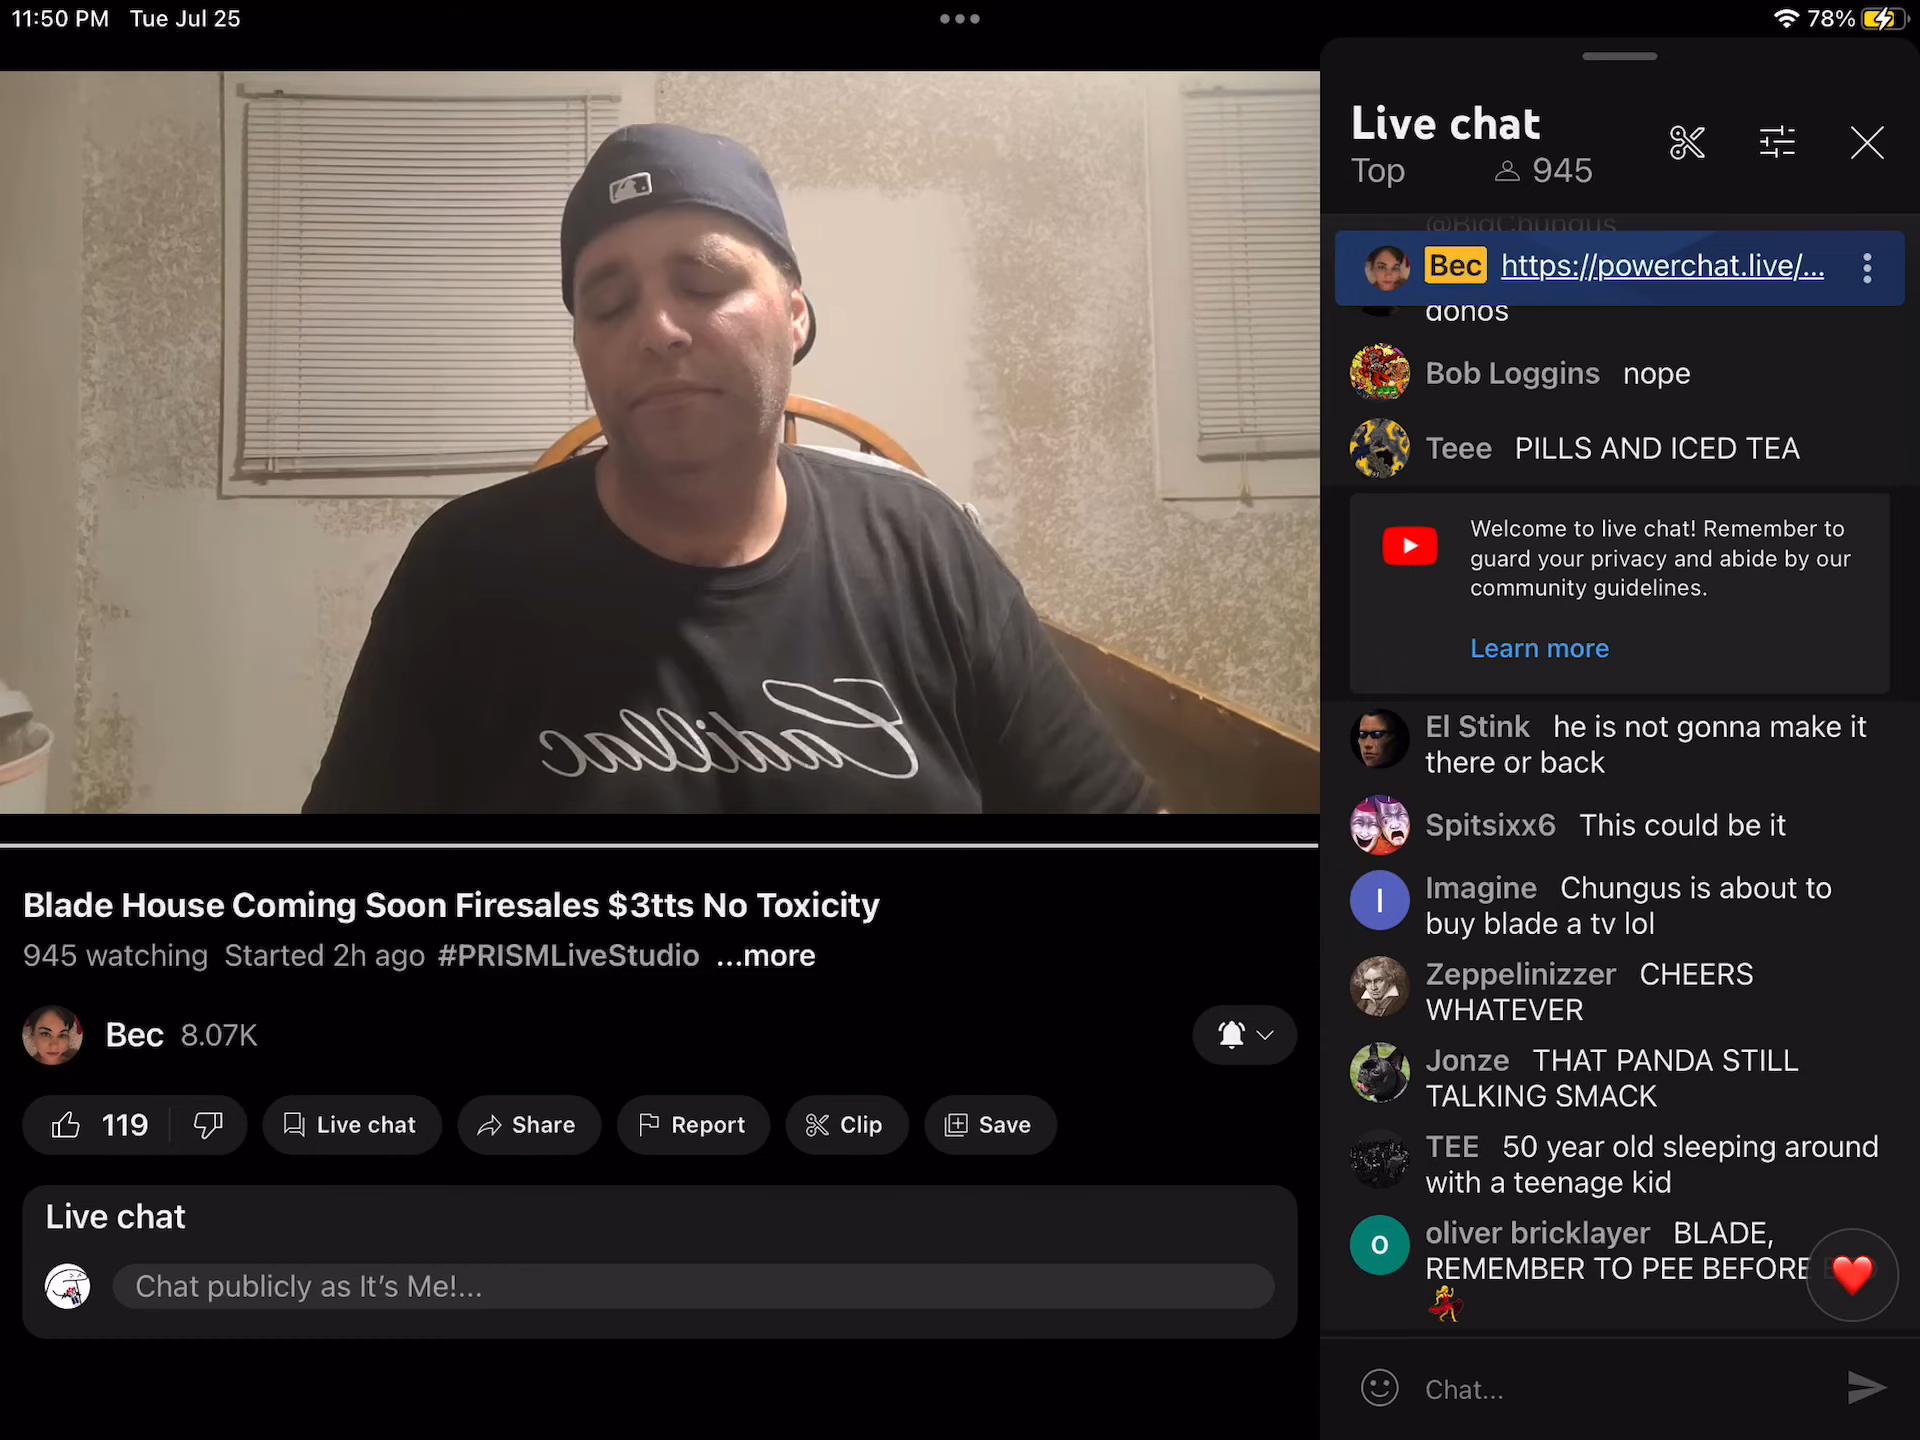 11:50 PM Tue Jul 25
78%
Cadillac
Blade House Coming Soon Firesales $3tts No Toxicity
945 watching Started 2h ago #PRISMLiveStudio ...more
Bec 8.07K
119
Live chat
Share
Report
Clip
Save
Live chat
Chat publicly as It's Me!...
Live chat
Top 945
@BigChungus
Bec https://powerchat.live/...
donos
Bob Loggins nope
Teee PILLS AND ICED TEA
Welcome to live chat! Remember to
guard your privacy and abide by our
community guidelines.
Learn more
El Stink he is not gonna make it
there or back
Spitsixx6 This could be it
I
Imagine Chungus is about to
buy blade a tv lol
Zeppelinizzer CHEERS
WHATEVER
Jonze THAT PANDA STILL
TALKING SMACK
TEE 50 year old sleeping around
with a teenage kid
O
oliver bricklayer BLADE,
REMEMBER TO PEE BEFORE
Chat...